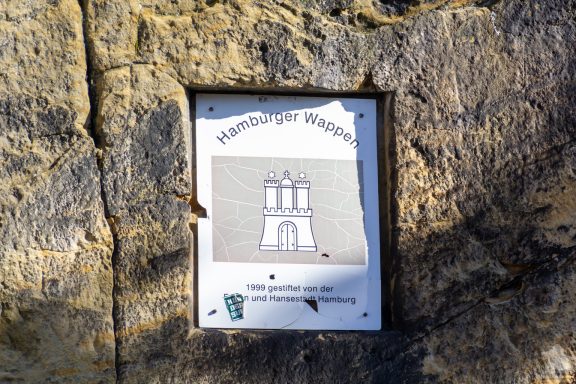 Hamburger Wappen
1999 gestiftet von der
und Hansestadt Hamburg